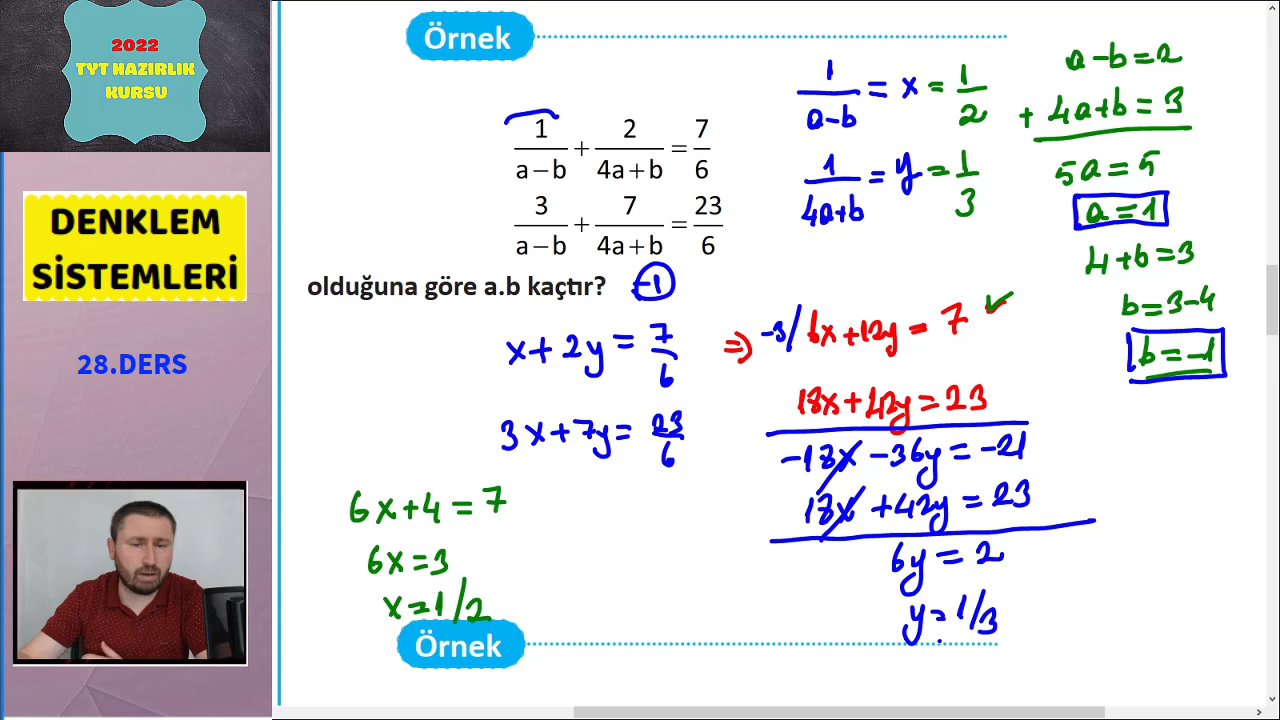 2022
TYT HAZIRLIK
KURSU
DENKLEM
SİSTEMLERİ
28.DERS
Örnek
1/(a−b) + 2/(4a+b) = 7/6
3/(a−b) + 7/(4a+b) = 23/6
olduğuna göre a.b kaçtır? -1
x+2y = 7/6
3x+7y = 23/6
6x+4=7
6x=3
x=1/2
1/(a-b) = x = 1/2
1/(4a+b) = y = 1/3
⇒ -3/ 6x+12y = 7 ✓
18x+42y=23
-18x -36y = -21
18x +42y = 23
6y = 2
y=1/3
a-b=2
+ 4a+b=3
5a=5
a=1
4+b=3
b=3-4
b=-1
Örnek